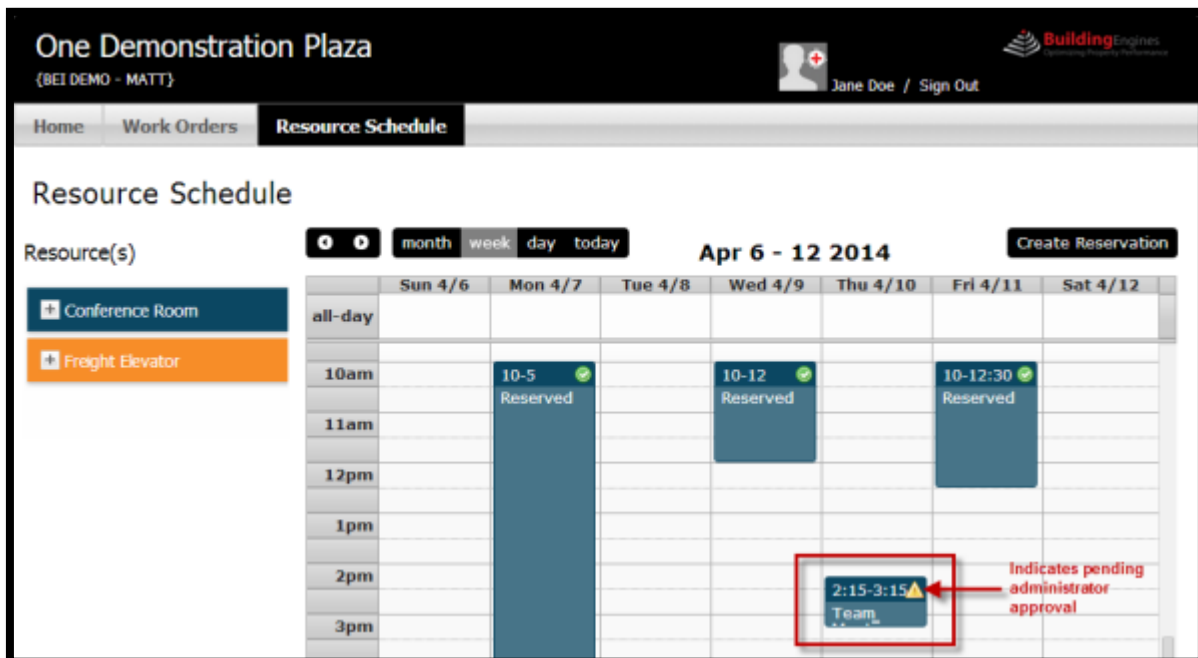 One Demonstration Plaza
{BEI DEMO - MATT}
BuildingEngines
Optimizing Property Performance
Jane Doe / Sign Out
Home Work Orders Resource Schedule
Resource Schedule
Resource(s)
month week day today
Apr 6 - 12 2014
Create Reservation
Conference Room
Freight Elevator
Sun 4/6 Mon 4/7 Tue 4/8 Wed 4/9 Thu 4/10 Fri 4/11 Sat 4/12
all-day
10am
10-5
Reserved
10-12
Reserved
10-12:30
Reserved
11am
12pm
1pm
2pm
2:15-3:15
Team
Indicates pending
administrator
approval
3pm